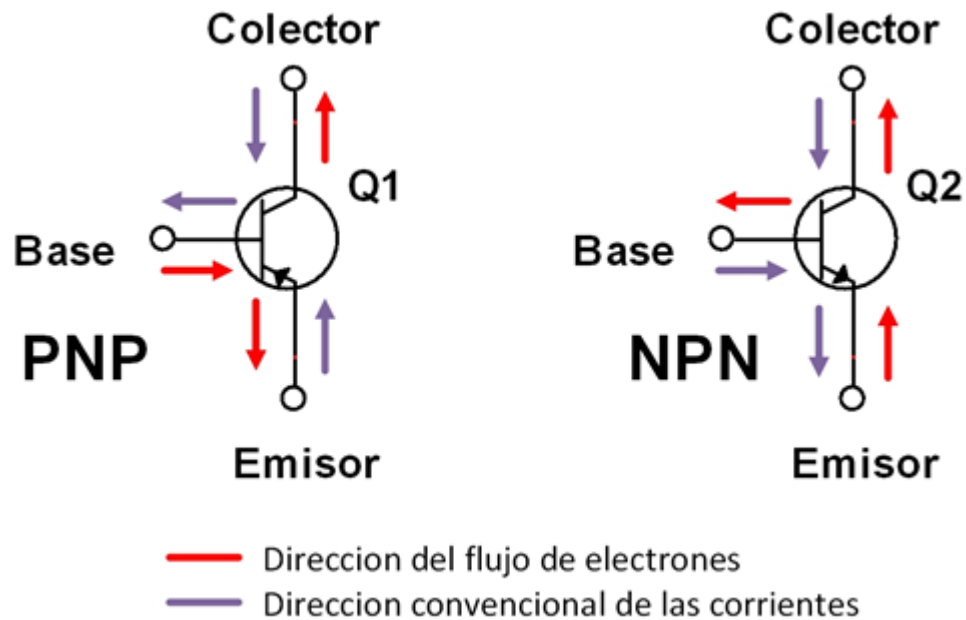 Colector
Colector
Q1
Q2
Base
Base
PNP
NPN
Emisor
Emisor
Direccion del flujo de electrones
Direccion convencional de las corrientes